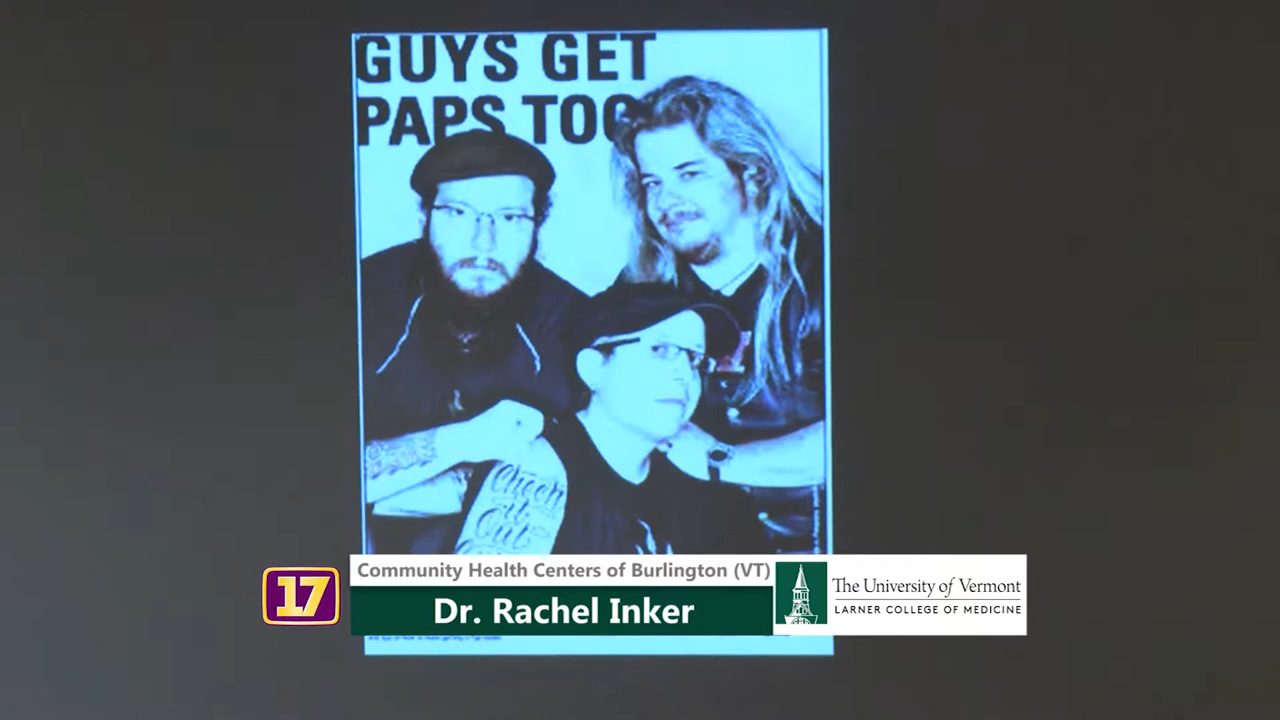 GUYS GET
PAPS TOO
Check
it
Out
Community Health Centers of Burlington (VT)
17
Dr. Rachel Inker
The University of Vermont
LARNER COLLEGE OF MEDICINE